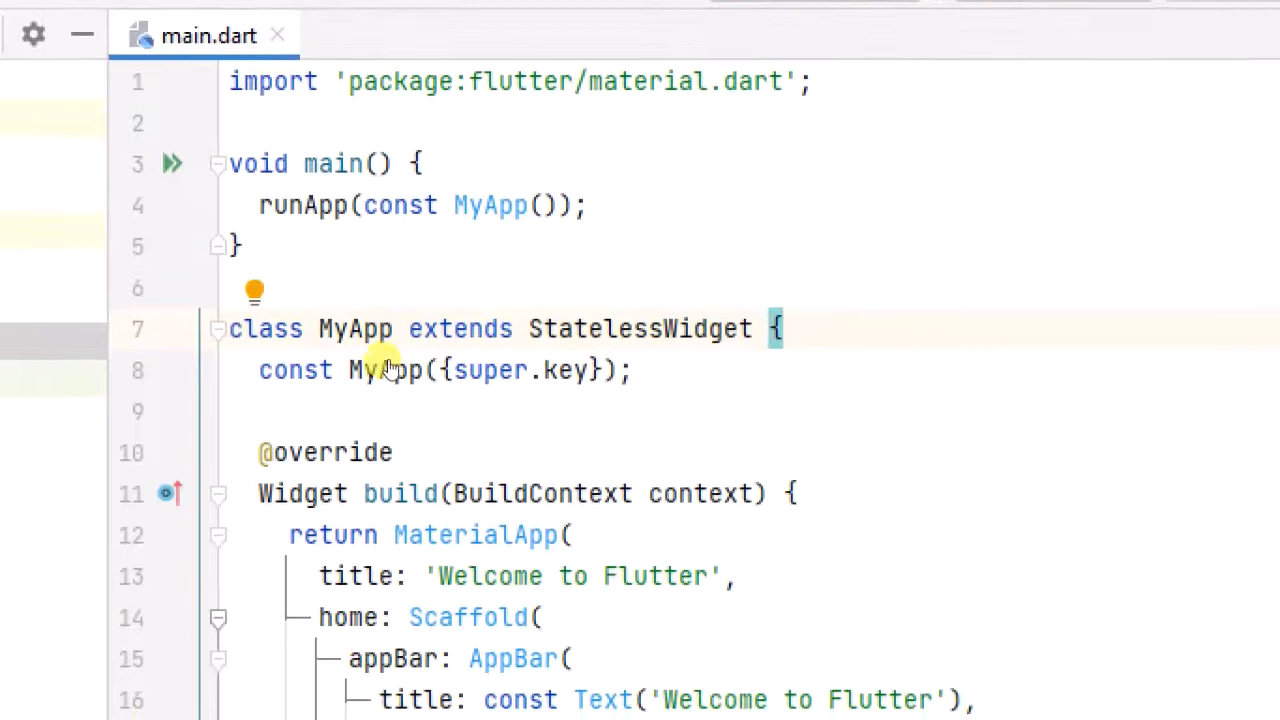 main.dart
1 import 'package:flutter/material.dart';
2
3 void main() {
4 runApp(const MyApp());
5 }
6
7 class MyApp extends StatelessWidget {
8 const MyApp({super.key});
9
10 @override
11 Widget build(BuildContext context) {
12 return MaterialApp(
13 title: 'Welcome to Flutter',
14 home: Scaffold(
15 appBar: AppBar(
16 title: const Text('Welcome to Flutter'),